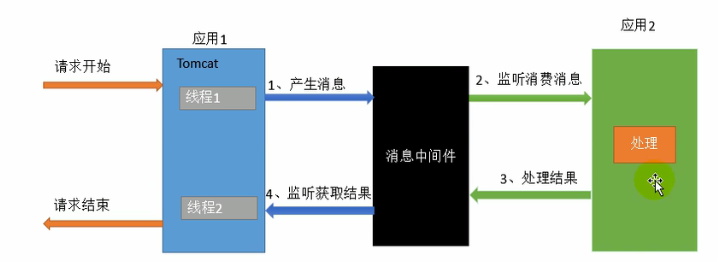 应用1
应用2
请求开始
Tomcat
线程1
1、产生消息
2、监听消费消息
处理
消息中间件
3、处理结果
4、监听获取结果
线程2
请求结束